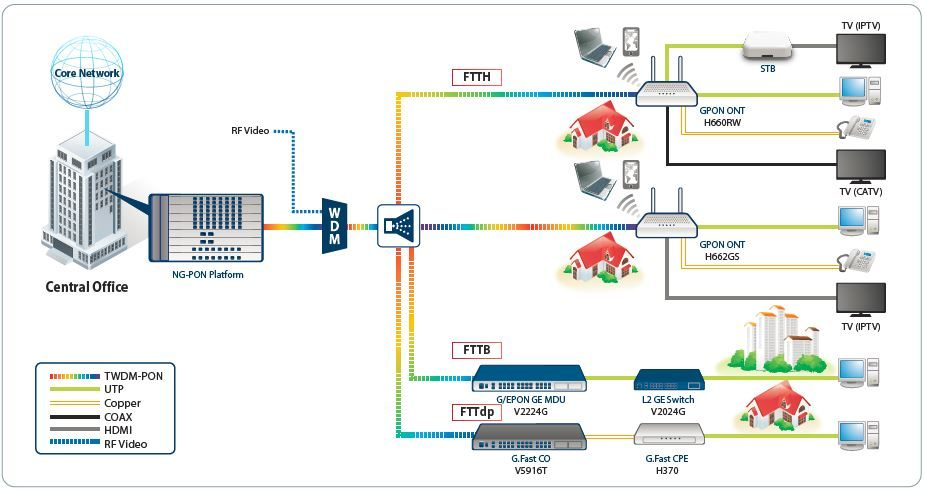 Core Network
Central Office
NG-PON Platform
RF Video
WDM
FTTH
GPON ONT
H660RW
STB
TV (IPTV)
TV (CATV)
GPON ONT
H662GS
TV (IPTV)
FTTB
G/EPON GE MDU
V2224G
L2 GE Switch
V2024G
FTTdp
G.Fast CO
V5916T
G.Fast CPE
H370
TWDM-PON
UTP
Copper
COAX
HDMI
RF Video